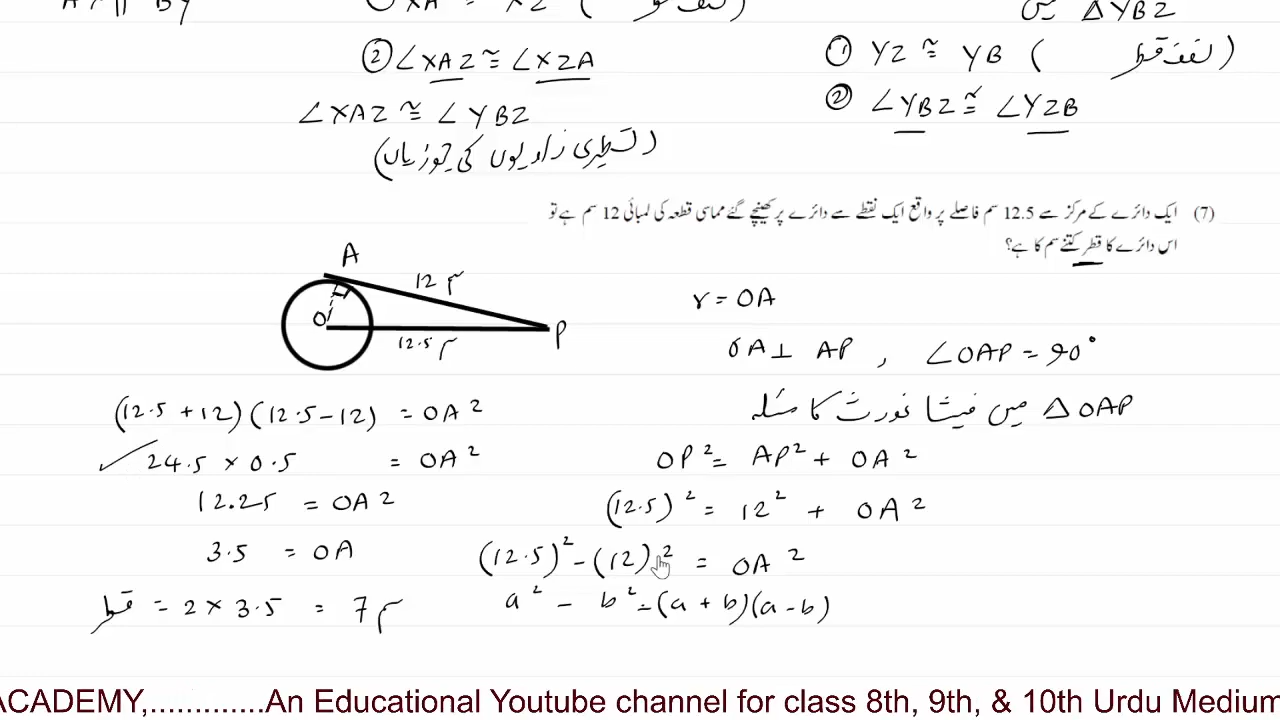 ② ∠XAZ ≅ ∠XZA
∠XAZ ≅ ∠YBZ
میں ΔYBZ
① YZ ≅ YB ( نصف قطر )
② ∠YBZ ≅ ∠YZB
(7) ایک دائرے کے مرکز سے 12.5 سم فاصلے پر واقع ایک نقطے سے دائرے پر کھینچے گئے مماسی قطعہ کی لمبائی 12 سم ہے تو
اس دائرے کا قطر کتنے سم کا ہے؟
A
12 سم
O
12.5 سم
P
r = OA
OA ⊥ AP , ∠OAP = 90°
ΔOAP میں فیثا غورث کا مسئلہ
OP² = AP² + OA²
(12.5)² = 12² + OA²
(12.5)² - (12)² = OA²
a² - b² = (a + b)(a - b)
(12.5 + 12)(12.5 - 12) = OA²
24.5 × 0.5 = OA²
12.25 = OA²
3.5 = OA
قطر = 2 × 3.5 = 7 سم
ACADEMY,.............An Educational Youtube channel for class 8th, 9th, & 10th Urdu Medium